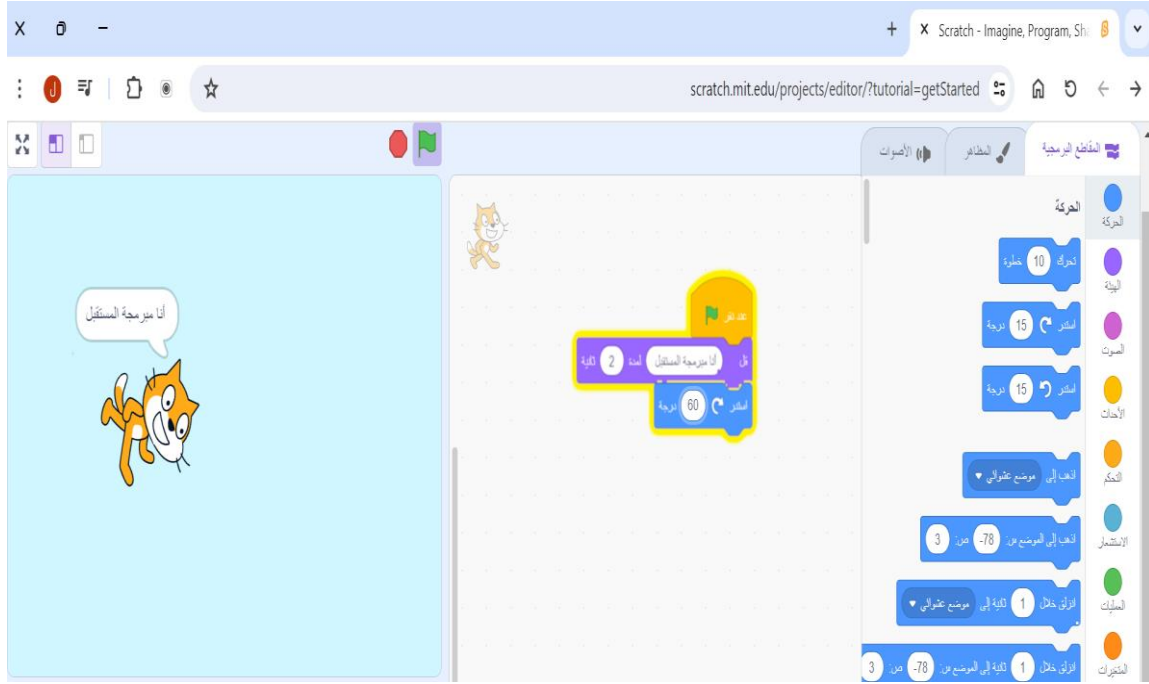 Scratch - Imagine, Program, Sh
scratch.mit.edu/projects/editor/?tutorial=getStarted
J
المقاطع البرمجية
المظاهر
الأصوات
الحركة
الهيئة
الصوت
الأحداث
التحكم
الاستشعار
العمليات
المتغيرات
الحركة
تحرك 10 خطوة
استدر 15 درجة
استدر 15 درجة
اذهب إلى موضع عشوائي
اذهب إلى الموضع س: -78 ص: 3
انزلق خلال 1 ثانية إلى موضع عشوائي
انزلق خلال 1 ثانية إلى الموضع س: -78 ص: 3
عند نقر
قل أنا مبرمجة المستقبل لمدة 2 ثانية
استدر 60 درجة
أنا مبرمجة المستقبل